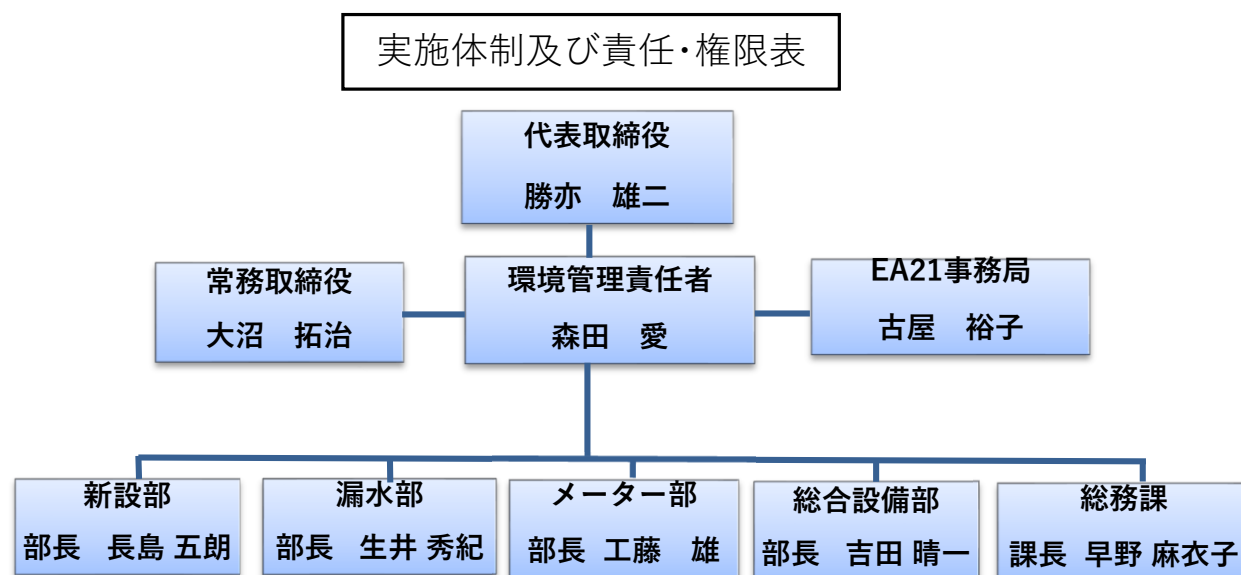 実施体制及び責任・権限表
代表取締役
勝亦　雄二
常務取締役
大沼　拓治
環境管理責任者
森田　愛
EA21事務局
古屋　裕子
新設部
部長　長島 五朗
漏水部
部長　生井 秀紀
メーター部
部長 工藤　雄
総合設備部
部長　吉田 晴一
総務課
課長 早野 麻衣子